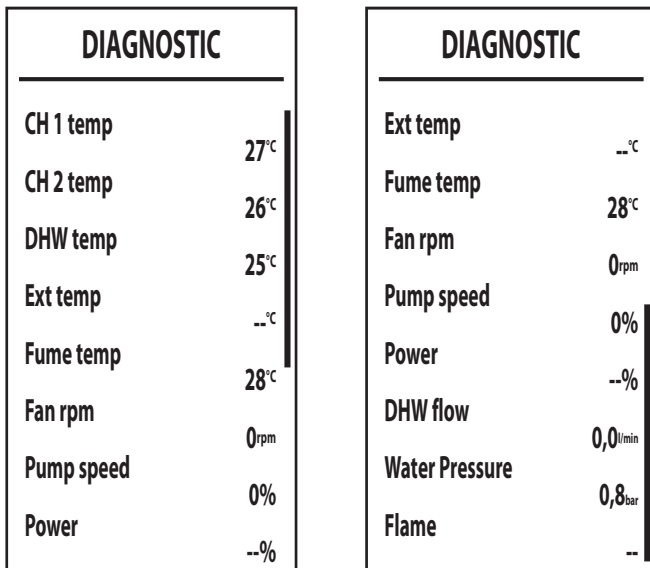 DIAGNOSTIC
CH 1 temp
27°C
CH 2 temp
26°C
DHW temp
25°C
Ext temp
--°C
Fume temp
28°C
Fan rpm
0rpm
Pump speed
0%
Power
--%
DIAGNOSTIC
Ext temp
--°C
Fume temp
28°C
Fan rpm
0rpm
Pump speed
0%
Power
--%
DHW flow
0,0l/min
Water Pressure
0,8bar
Flame
--